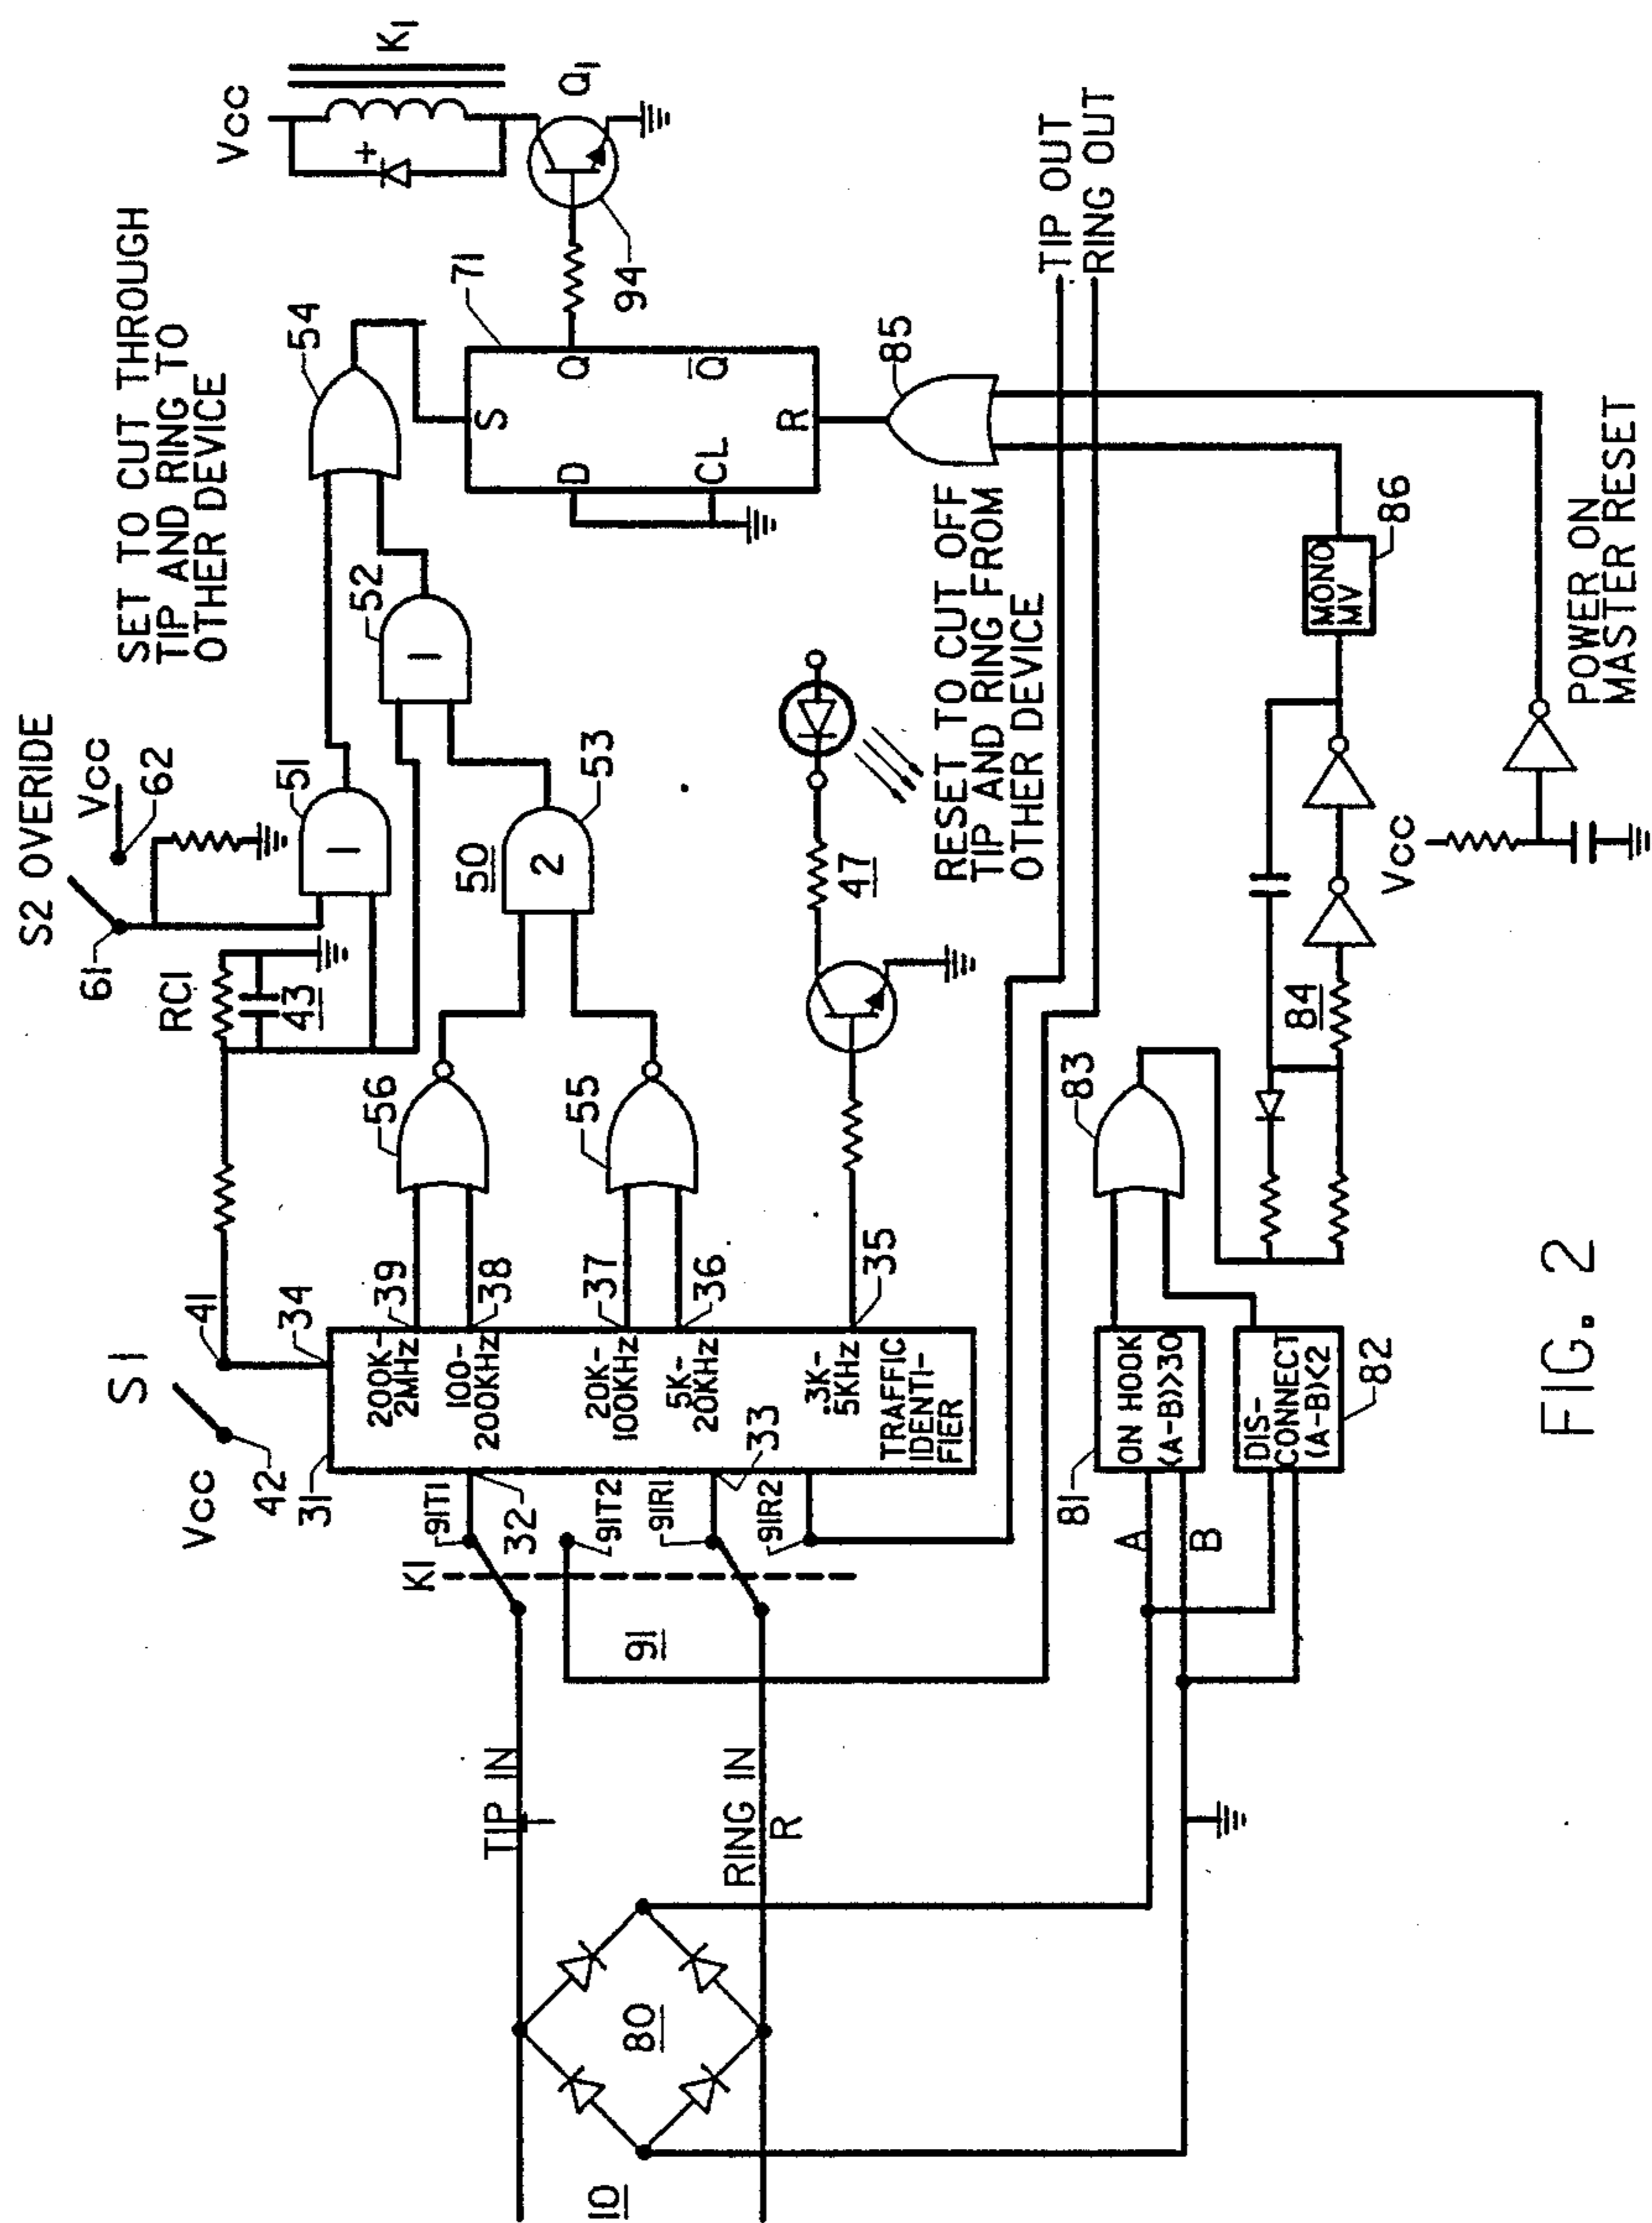 S2 OVERIDE
Vcc
62
61
SET TO CUT THROUGH
TIP AND RING TO
OTHER DEVICE
Vcc
+
K1
Q1
94
S1
Vcc
42
41
34
RC1
43
51
1
52
1
54
71
S
D
Q
CL
Q
R
50
53
2
56
55
31
39
38
37
36
35
200K-
2MHz
100-
200KHz
20K-
100KHz
5K-
20KHz
.3K-
5KHz
TRAFFIC
IDENTI-
FIER
47
K1
91T1
32
91T2
91R1
33
91R2
91
TIP IN
T
RING IN
R
80
10
RESET TO CUT OFF
TIP AND RING FROM
OTHER DEVICE
85
TIP OUT
RING OUT
A
B
81
ON HOOK
(A-B)>30
DIS-
CONNECT
(A-B)<2
82
83
84
MONO
MV
86
Vcc
POWER ON
MASTER RESET
FIG. 2